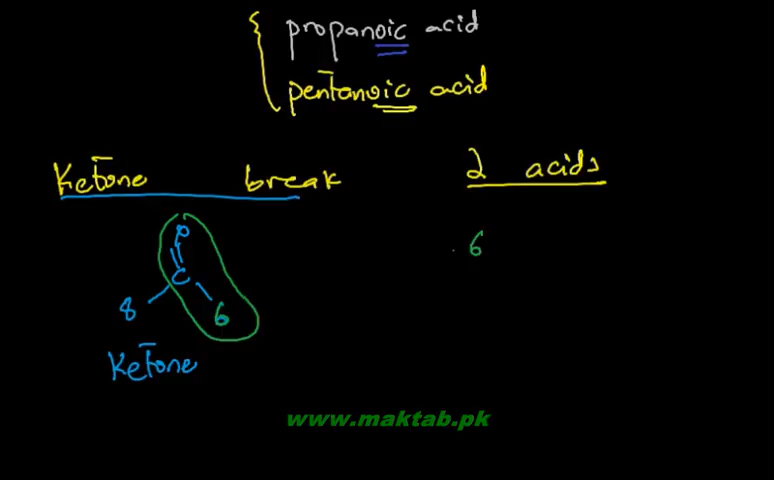 propanoic acid
pentanoic acid
Ketone break 2 acids
O
C
8 6
6
Ketone
www.maktab.pk